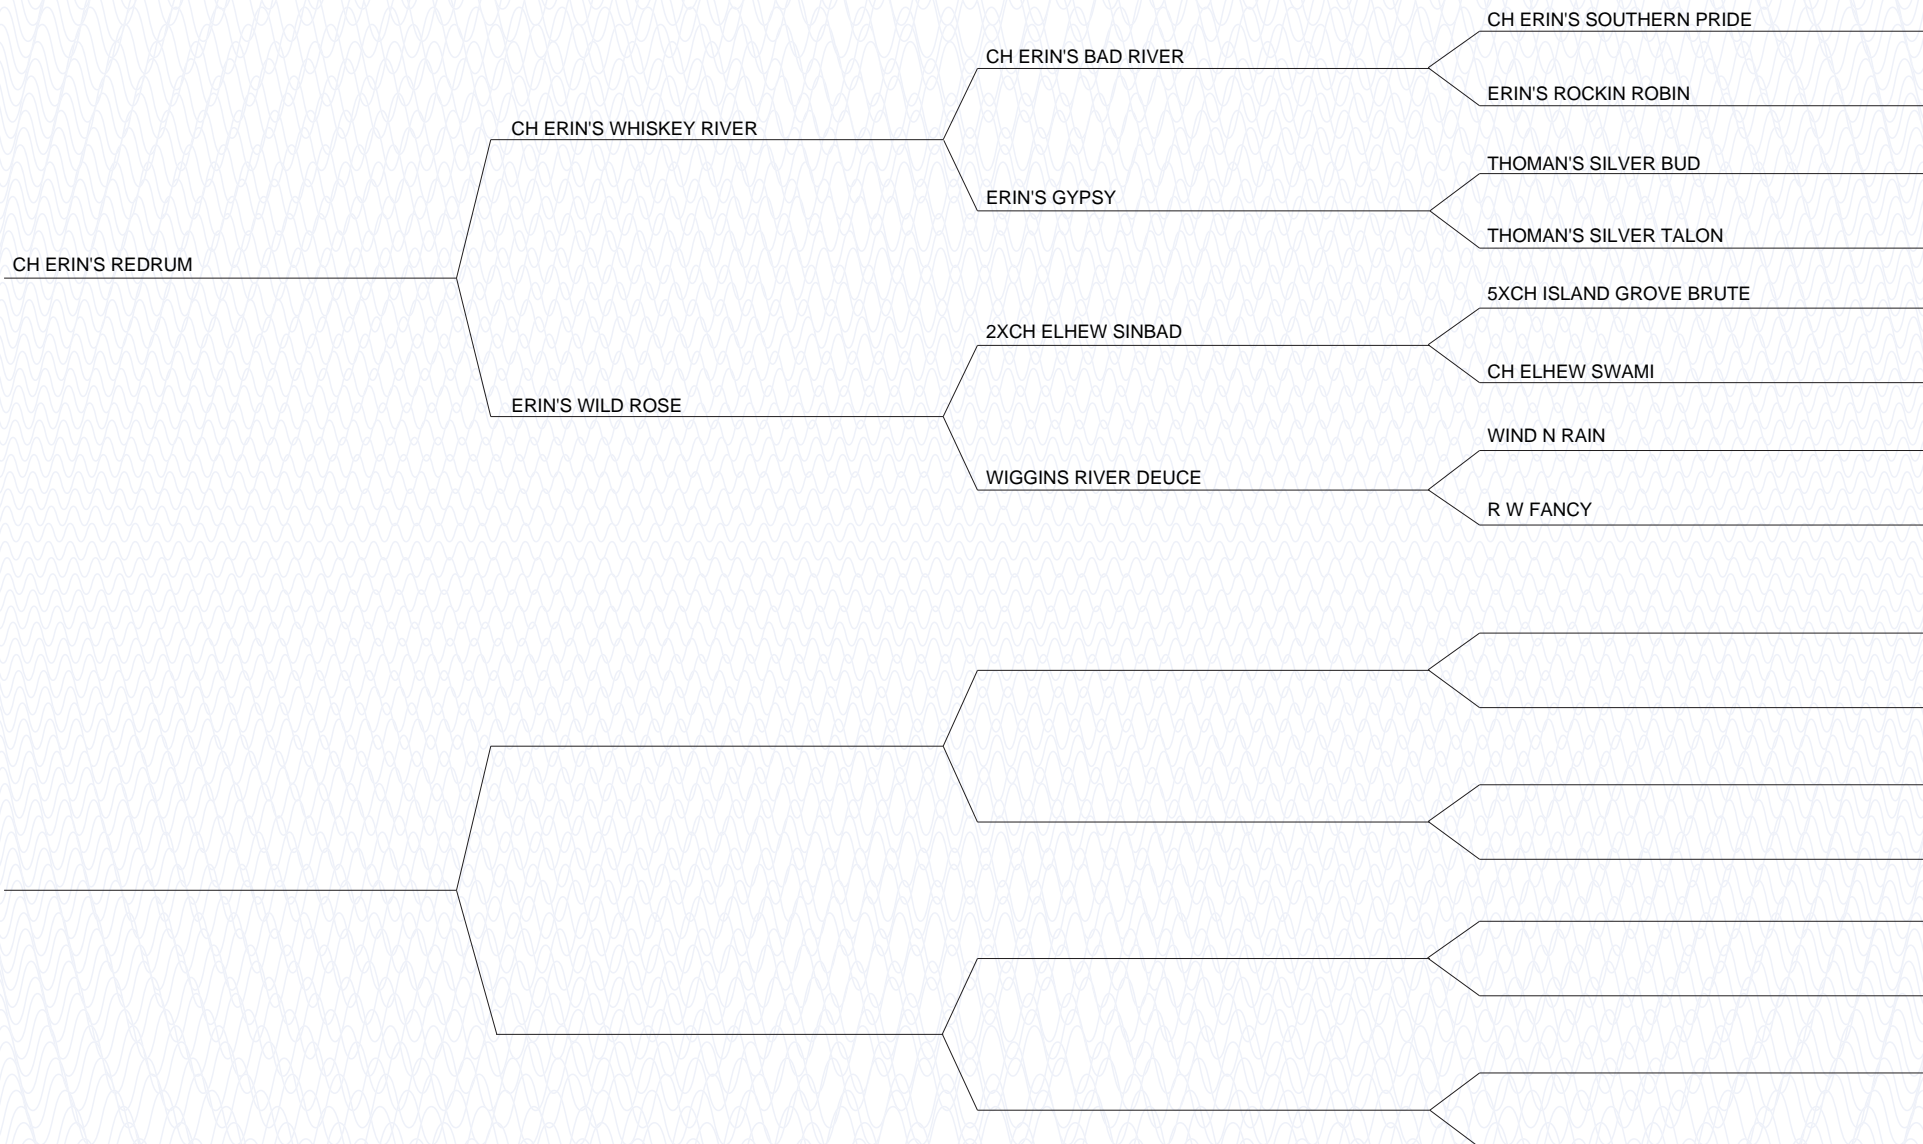 CH ERIN'S SOUTHERN PRIDE
CH ERIN'S BAD RIVER
ERIN'S ROCKIN ROBIN
CH ERIN'S WHISKEY RIVER
THOMAN'S SILVER BUD
ERIN'S GYPSY
THOMAN'S SILVER TALON
CH ERIN'S REDRUM
5XCH ISLAND GROVE BRUTE
2XCH ELHEW SINBAD
CH ELHEW SWAMI
ERIN'S WILD ROSE
WIND N RAIN
WIGGINS RIVER DEUCE
R W FANCY